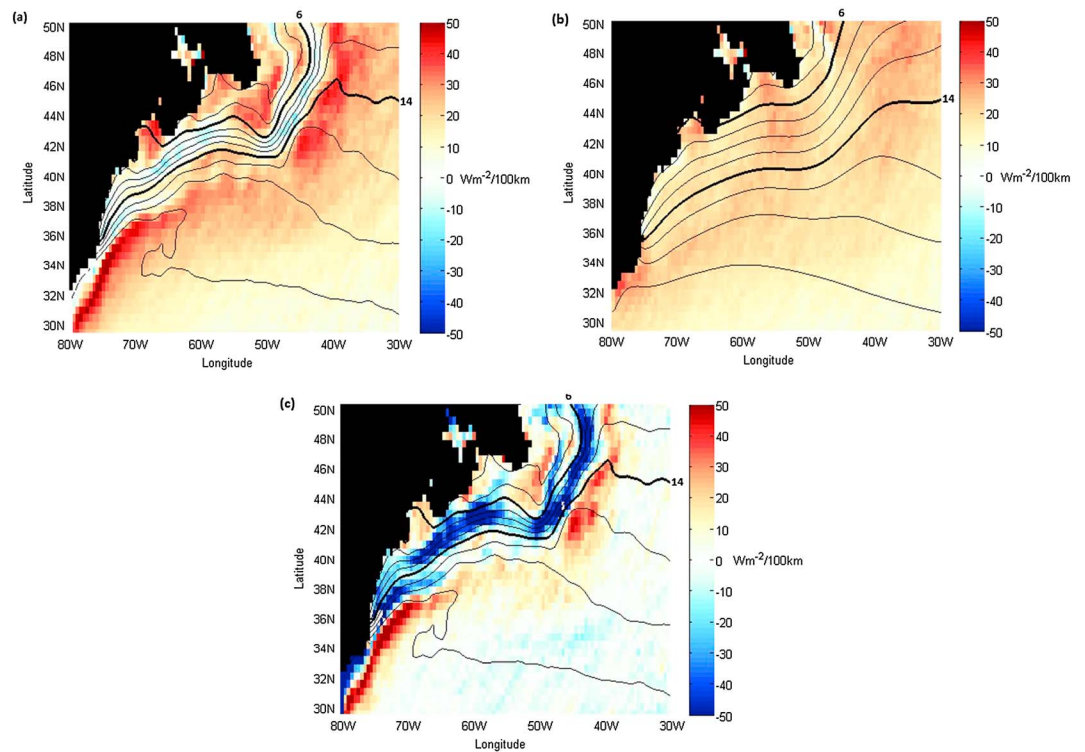 (a)
6
50N
48N
46N
44N
42N
40N
38N
36N
34N
32N
30N
Latitude
14
80W 70W 60W 50W 40W 30W
Longitude
50
40
30
20
10
0
-10
-20
-30
-40
-50
Wm-2/100km
(b)
6
50N
48N
46N
44N
42N
40N
38N
36N
34N
32N
30N
Latitude
14
80W 70W 60W 50W 40W 30W
Longitude
50
40
30
20
10
0
-10
-20
-30
-40
-50
Wm-2/100km
(c)
6
50N
48N
46N
44N
42N
40N
38N
36N
34N
32N
30N
Latitude
14
80W 70W 60W 50W 40W 30W
Longitude
50
40
30
20
10
0
-10
-20
-30
-40
-50
Wm-2/100km